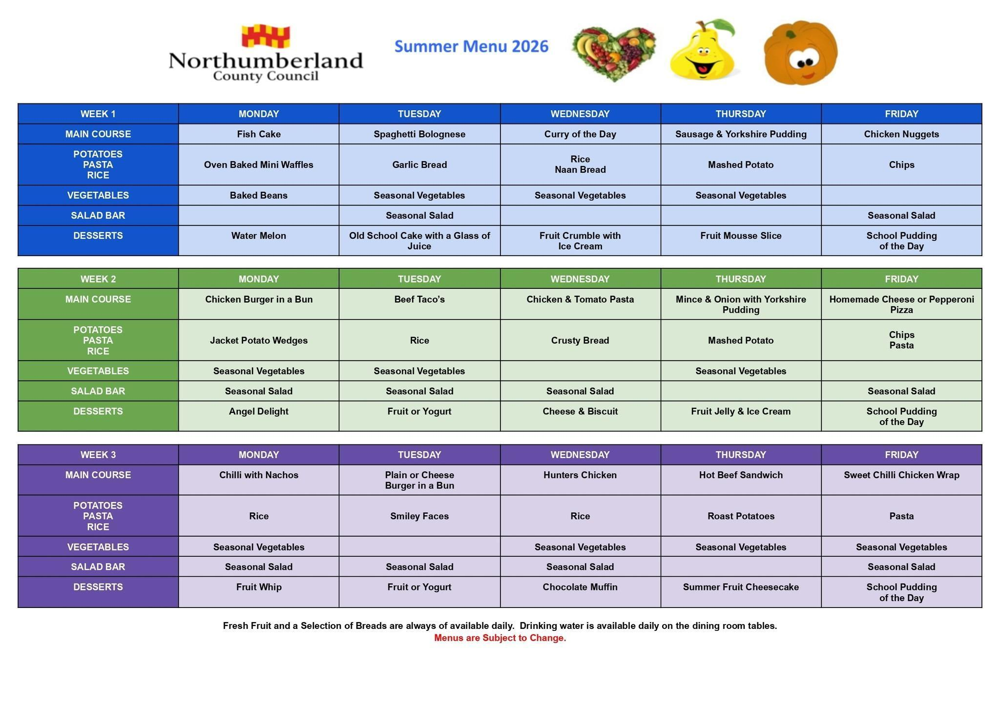 Northumberland
County Council
Summer Menu 2026
WEEK 1 MONDAY TUESDAY WEDNESDAY THURSDAY FRIDAY
MAIN COURSE Fish Cake Spaghetti Bolognese Curry of the Day Sausage & Yorkshire Pudding Chicken Nuggets
POTATOES
PASTA
RICE
Oven Baked Mini Waffles
Garlic Bread
Rice
Naan Bread
Mashed Potato
Chips
VEGETABLES Baked Beans Seasonal Vegetables Seasonal Vegetables Seasonal Vegetables
SALAD BAR Seasonal Salad Seasonal Salad
DESSERTS
Water Melon
Old School Cake with a Glass of
Juice
Fruit Crumble with
Ice Cream
Fruit Mousse Slice
School Pudding
of the Day
WEEK 2 MONDAY TUESDAY WEDNESDAY THURSDAY FRIDAY
MAIN COURSE
Chicken Burger in a Bun
Beef Taco’s
Chicken & Tomato Pasta
Mince & Onion with Yorkshire
Pudding
Homemade Cheese or Pepperoni
Pizza
POTATOES
PASTA
RICE
Jacket Potato Wedges
Rice
Crusty Bread
Mashed Potato
Chips
Pasta
VEGETABLES Seasonal Vegetables Seasonal Vegetables Seasonal Vegetables
SALAD BAR Seasonal Salad Seasonal Salad Seasonal Salad Seasonal Salad
DESSERTS
Angel Delight
Fruit or Yogurt
Cheese & Biscuit
Fruit Jelly & Ice Cream
School Pudding
of the Day
WEEK 3 MONDAY TUESDAY WEDNESDAY THURSDAY FRIDAY
MAIN COURSE
Chilli with Nachos
Plain or Cheese
Burger in a Bun
Hunters Chicken
Hot Beef Sandwich
Sweet Chilli Chicken Wrap
POTATOES
PASTA
RICE
Rice
Smiley Faces
Rice
Roast Potatoes
Pasta
VEGETABLES Seasonal Vegetables Seasonal Vegetables Seasonal Vegetables Seasonal Vegetables
SALAD BAR Seasonal Salad Seasonal Salad Seasonal Salad Seasonal Salad
DESSERTS
Fruit Whip
Fruit or Yogurt
Chocolate Muffin
Summer Fruit Cheesecake
School Pudding
of the Day
Fresh Fruit and a Selection of Breads are always of available daily.  Drinking water is available daily on the dining room tables.
Menus are Subject to Change.